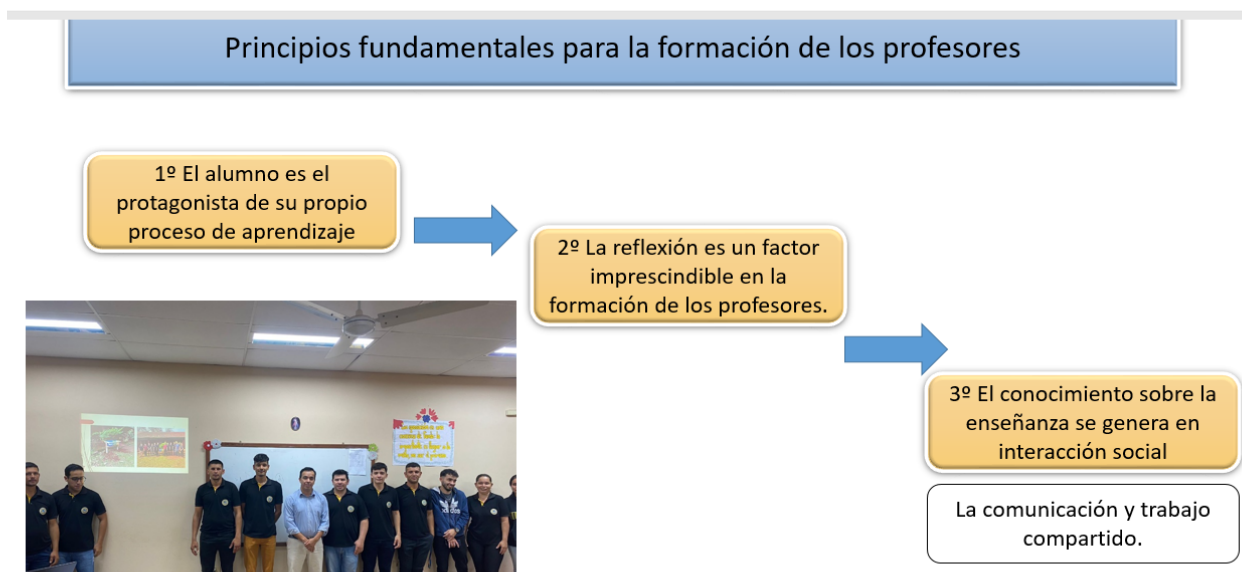 Principios fundamentales para la formación de los profesores
1º El alumno es el
protagonista de su propio
proceso de aprendizaje
2º La reflexión es un factor
imprescindible en la
formación de los profesores.
3º El conocimiento sobre la
enseñanza se genera en
interacción social
La comunicación y trabajo
compartido.